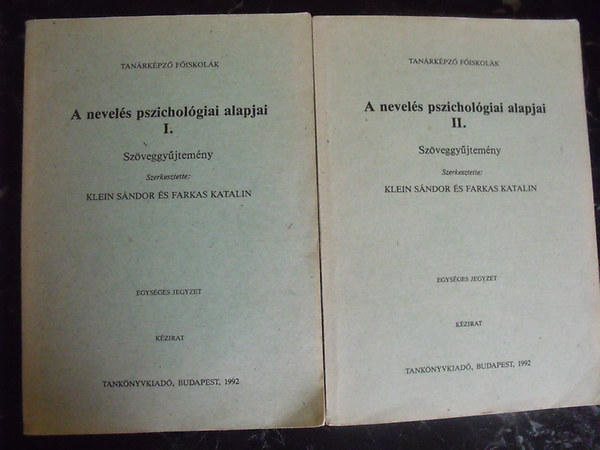 TANÁRKÉPZŐ FŐISKOLÁK
A nevelés pszichológiai alapjai
I.
Szöveggyűjtemény
Szerkesztette:
KLEIN SÁNDOR ÉS FARKAS KATALIN
EGYSÉGES JEGYZET
KÉZIRAT
TANKÖNYVKIADÓ, BUDAPEST, 1992
TANÁRKÉPZŐ FŐISKOLÁK
A nevelés pszichológiai alapjai
II.
Szöveggyűjtemény
Szerkesztette:
KLEIN SÁNDOR ÉS FARKAS KATALIN
EGYSÉGES JEGYZET
KÉZIRAT
TANKÖNYVKIADÓ, BUDAPEST, 1992